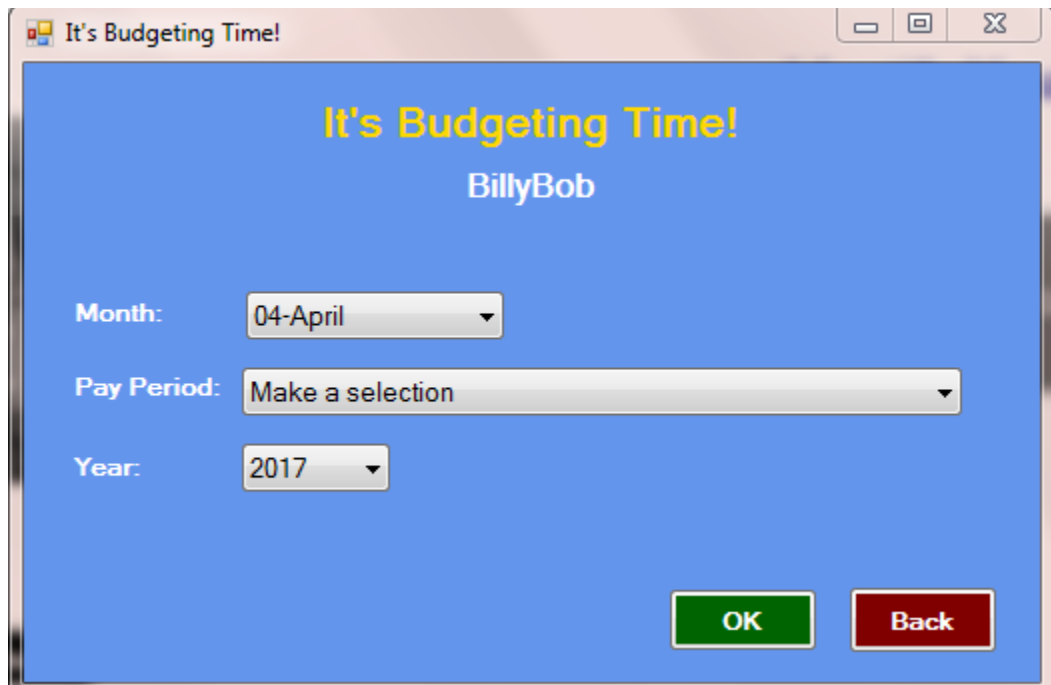 It's Budgeting Time!
It's Budgeting Time!
BillyBob
Month: 04-April
Pay Period: Make a selection
Year: 2017
OK Back